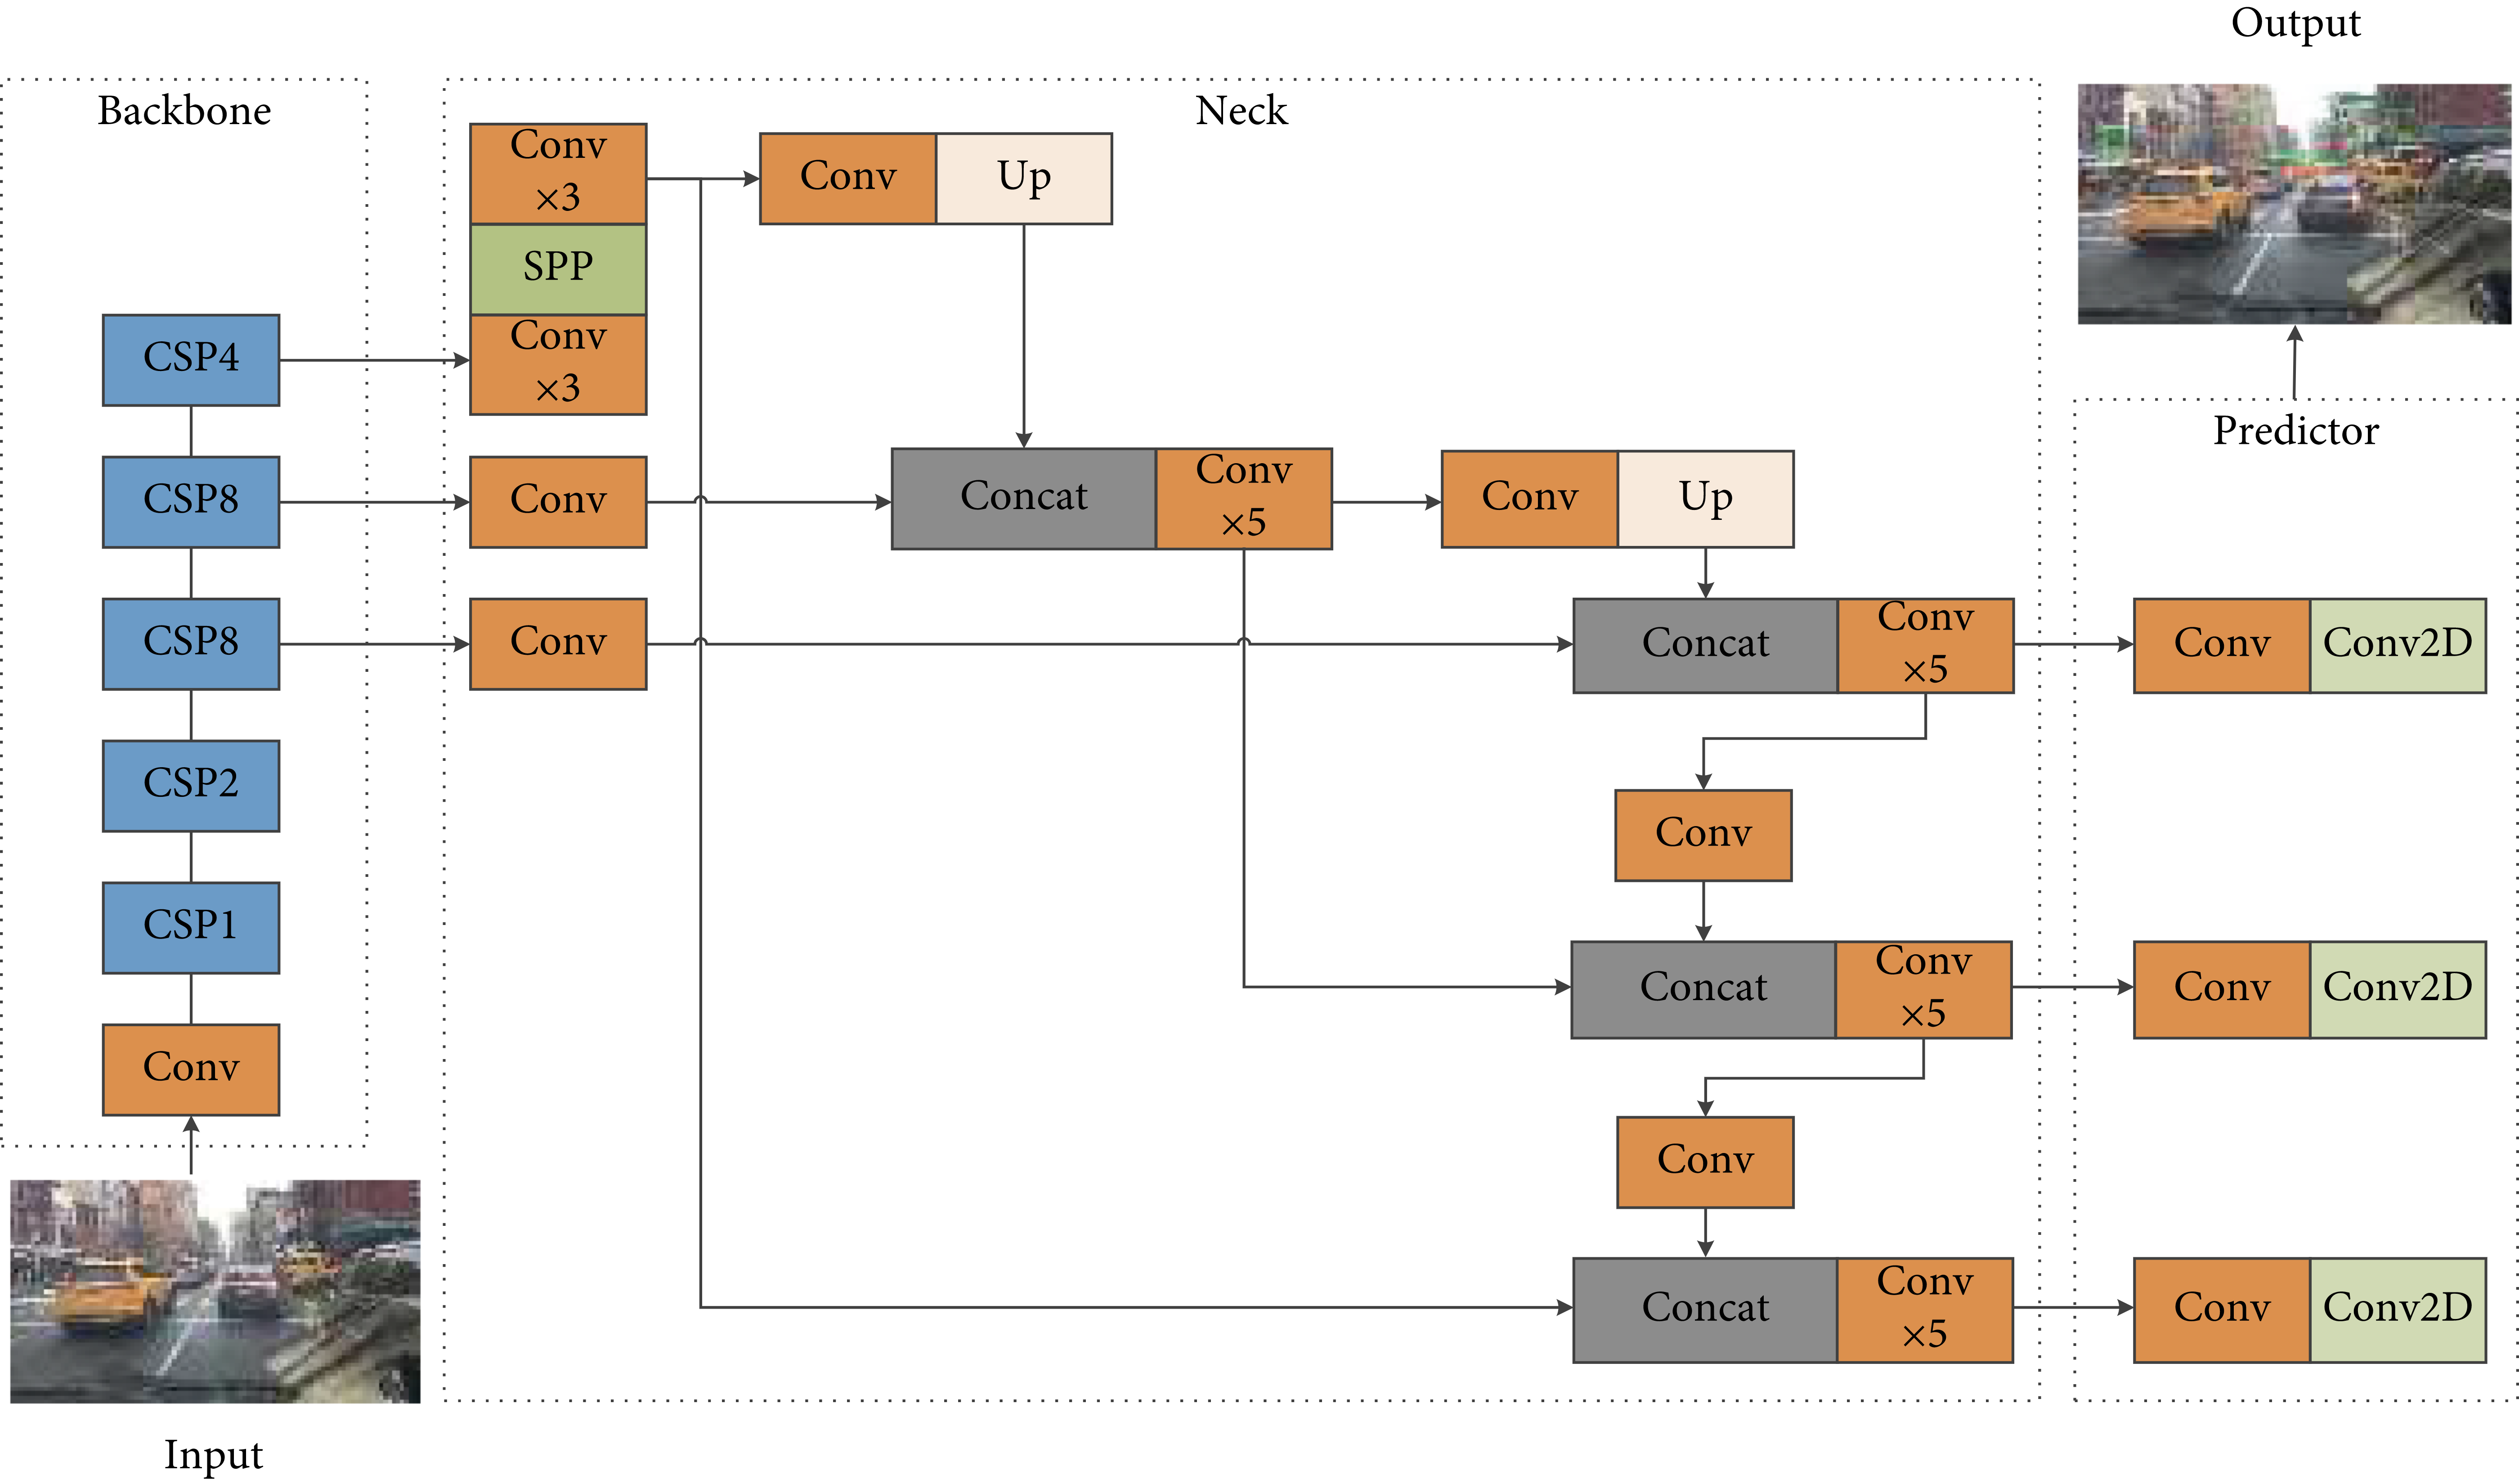 Output
Backbone
Neck
Conv
×3
Conv
Up
SPP
CSP4
Conv
×3
Predictor
CSP8
Conv
Concat
Conv
×5
Conv
Up
CSP8
Conv
Concat
Conv
×5
Conv
Conv2D
CSP2
Conv
CSP1
Concat
Conv
×5
Conv
Conv2D
Conv
Conv
Concat
Conv
×5
Conv
Conv2D
Input